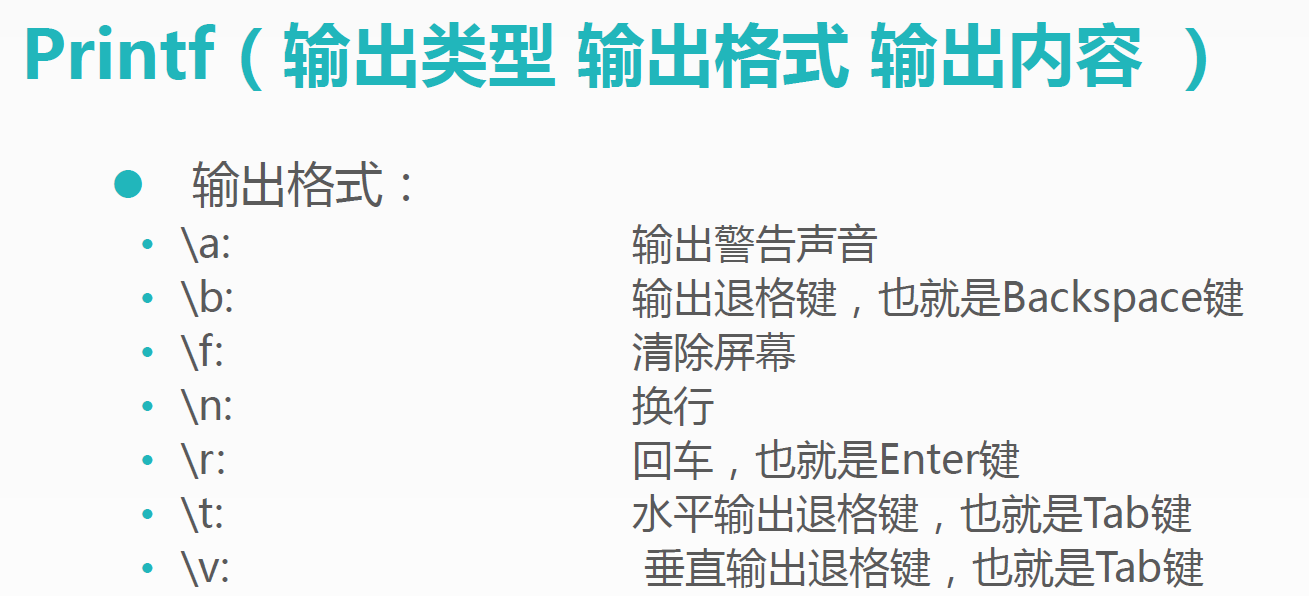 Printf（输出类型 输出格式 输出内容 ）
● 输出格式：
• \a: 输出警告声音
• \b: 输出退格键，也就是Backspace键
• \f: 清除屏幕
• \n: 换行
• \r: 回车，也就是Enter键
• \t: 水平输出退格键，也就是Tab键
• \v: 垂直输出退格键，也就是Tab键